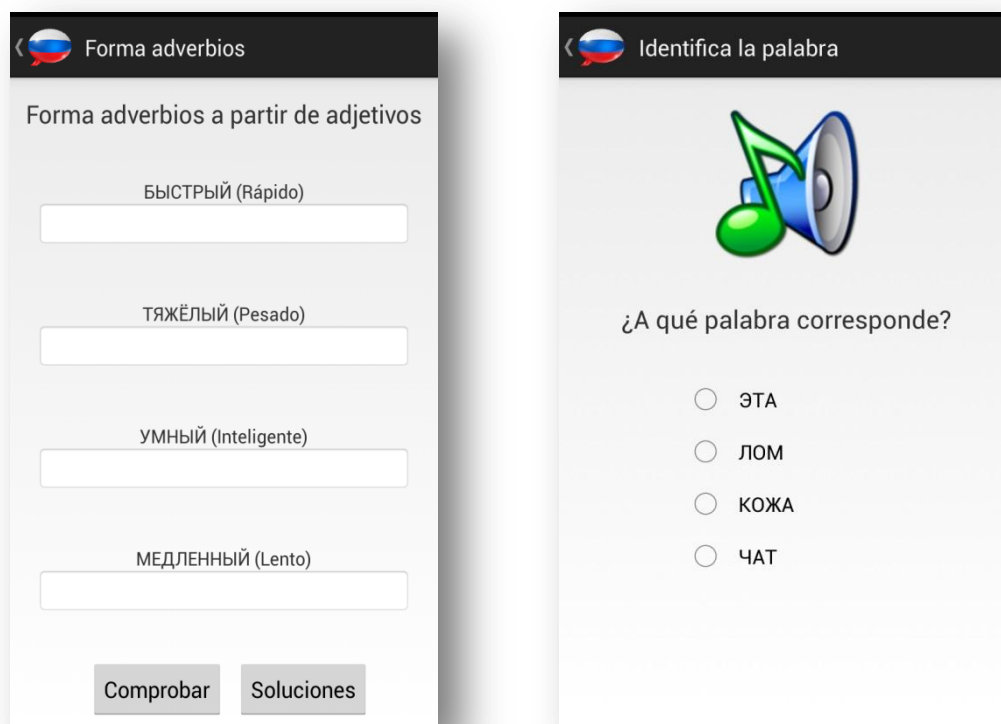 Forma adverbios
Forma adverbios a partir de adjetivos
БЫСТРЫЙ (Rápido)
ТЯЖЁЛЫЙ (Pesado)
УМНЫЙ (Inteligente)
МЕДЛЕННЫЙ (Lento)
Comprobar
Soluciones
Identifica la palabra
¿A qué palabra corresponde?
ЭТА
ЛОМ
КОЖА
ЧАТ